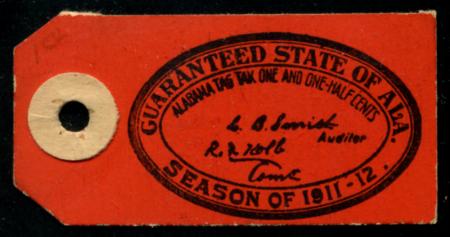 GUARANTEED STATE OF ALA.
ALABAMA TAG TAX ONE AND ONE-HALF CENTS
C. B. Smith
Auditor
R. F. Kolb
Com'r
SEASON OF 1911-12.